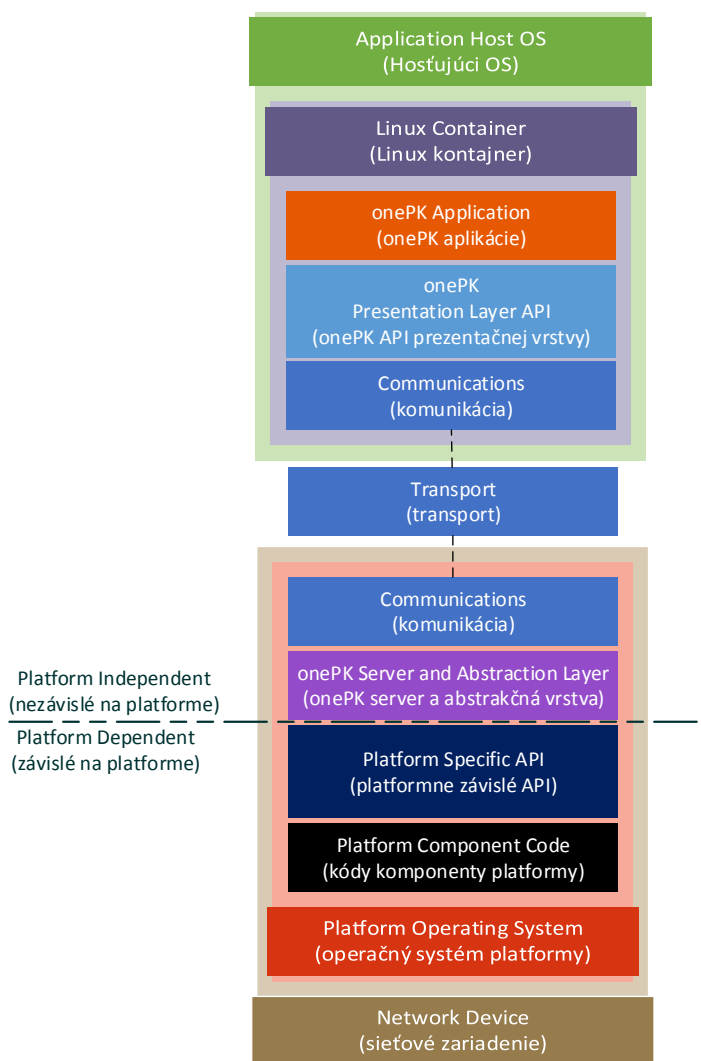 Application Host OS
(Hosťujúci OS)
Linux Container
(Linux kontajner)
onePK Application
(onePK aplikácie)
onePK
Presentation Layer API
(onePK API prezentačnej vrstvy)
Communications
(komunikácia)
Transport
(transport)
Communications
(komunikácia)
onePK Server and Abstraction Layer
(onePK server a abstrakčná vrstva)
Platform Independent
(nezávislé na platforme)
Platform Dependent
(závislé na platforme)
Platform Specific API
(platformne závislé API)
Platform Component Code
(kódy komponenty platformy)
Platform Operating System
(operačný systém platformy)
Network Device
(sieťové zariadenie)